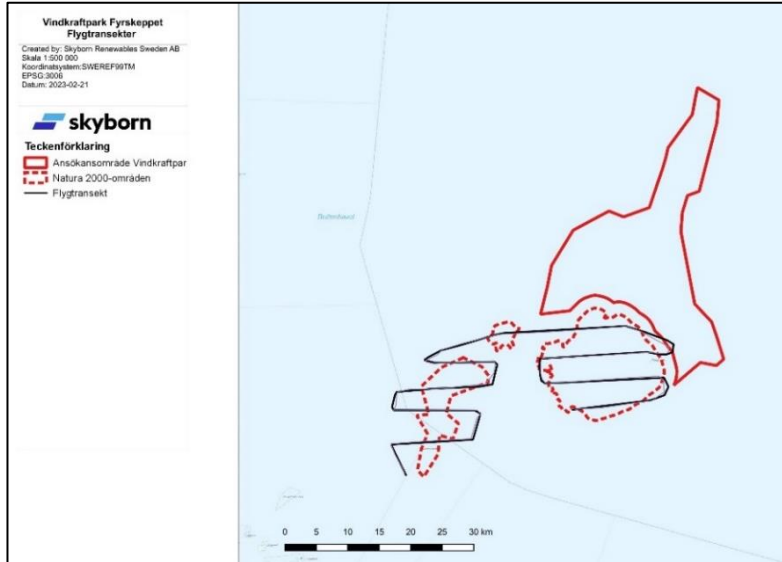 Vindkraftpark Fyrskeppet
Flygtransekter
Created by: Skyborn Renewables Sweden AB
Skala 1:500 000
Koordinatsystem:SWEREF99TM
EPSG:3006
Datum: 2023-02-21
skyborn
Teckenförklaring
Ansökansområde Vindkraftpar
Natura 2000-områden
Flygtransekt
0 5 10 15 20 25 30 km